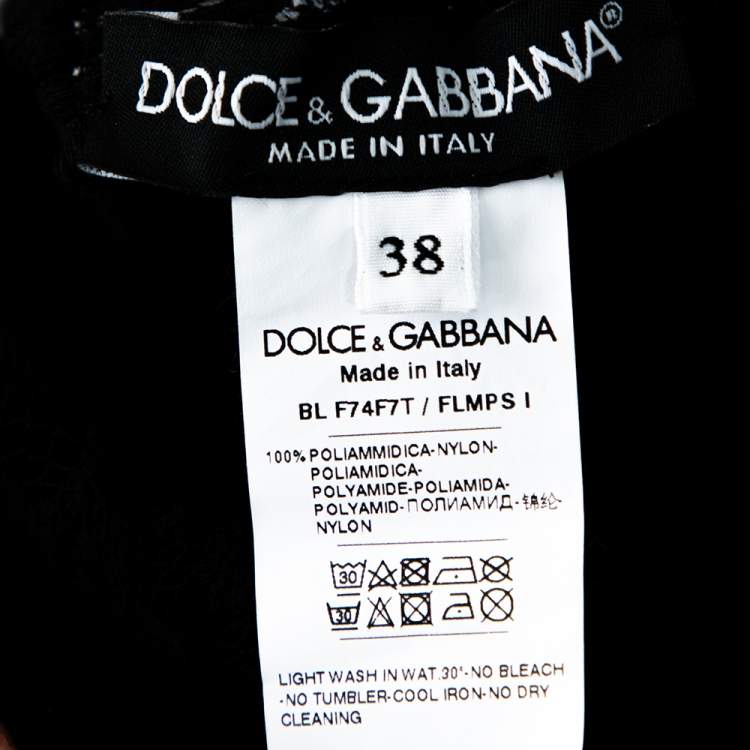 DOLCE & GABBANA®
MADE IN ITALY
38
DOLCE & GABBANA
Made in Italy
BL F74F7T / FLMPS I
100% POLIAMMIDICA-NYLON-
POLIAMIDICA-
POLYAMIDE-POLIAMIDA-
POLYAMID-ПОЛИАМИД-锦纶-
NYLON
30
30
LIGHT WASH IN WAT.30°-NO BLEACH
-NO TUMBLER-COOL IRON-NO DRY
CLEANING